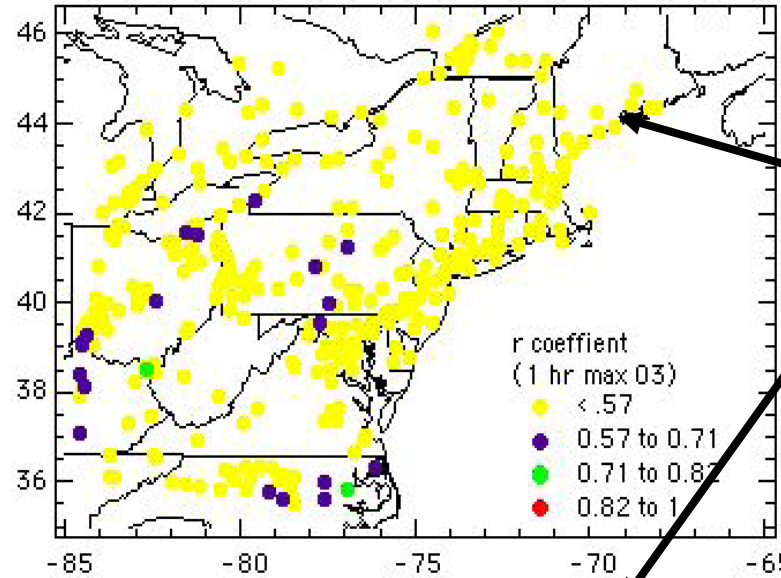 46
44
42
40
38
36
r coeffient
(1 hr max O3)
< .57
0.57 to 0.71
0.71 to 0.82
0.82 to 1
-85
-80
-75
-70
-65